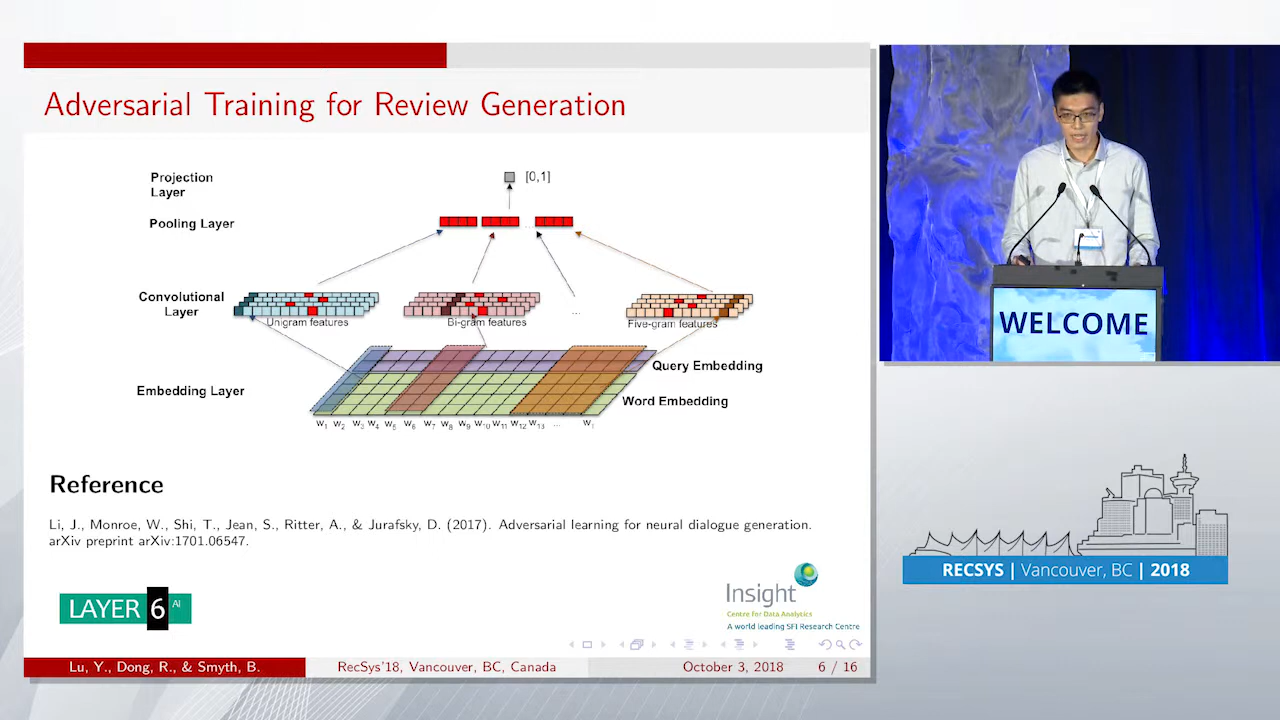 Adversarial Training for Review Generation
Projection
Layer
[0,1]
Pooling Layer
...
Convolutional
Layer
Unigram features
Bi-gram features
...
Five-gram features
Embedding Layer
Query Embedding
Word Embedding
w1 w2 w3 w4 w5 w6 w7 w8 w9 w10 w11 w12 w13 ...
Reference
Li, J., Monroe, W., Shi, T., Jean, S., Ritter, A., & Jurafsky, D. (2017). Adversarial learning for neural dialogue generation.
arXiv preprint arXiv:1701.06547.
LAYER 6 AI
Insight
Centre for Data Analytics
A world leading SFI Research Centre
Lu, Y., Dong, R., & Smyth, B.
RecSys'18, Vancouver, BC, Canada
October 3, 2018
6 / 16
WELCOME
RECSYS | Vancouver, BC | 2018